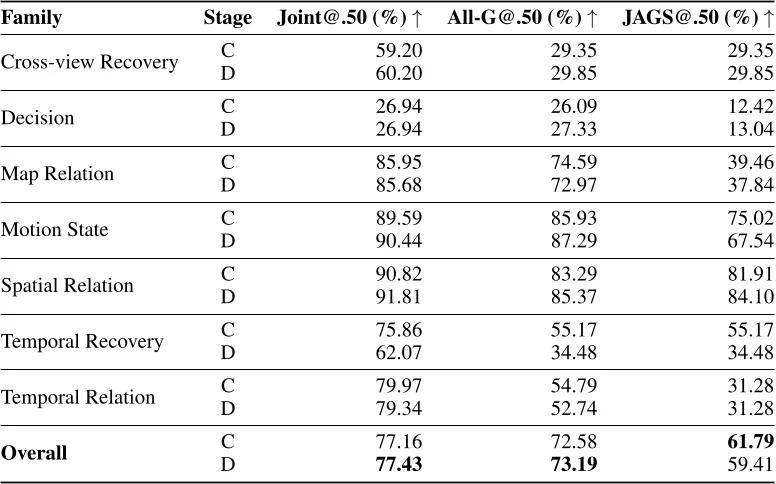 Family Stage Joint@.50 (%) ↑ All-G@.50 (%) ↑ JAGS@.50 (%) ↑
Cross-view Recovery C 59.20 29.35 29.35
D 60.20 29.85 29.85
Decision C 26.94 26.09 12.42
D 26.94 27.33 13.04
Map Relation C 85.95 74.59 39.46
D 85.68 72.97 37.84
Motion State C 89.59 85.93 75.02
D 90.44 87.29 67.54
Spatial Relation C 90.82 83.29 81.91
D 91.81 85.37 84.10
Temporal Recovery C 75.86 55.17 55.17
D 62.07 34.48 34.48
Temporal Relation C 79.97 54.79 31.28
D 79.34 52.74 31.28
Overall C 77.16 72.58 61.79
D 77.43 73.19 59.41